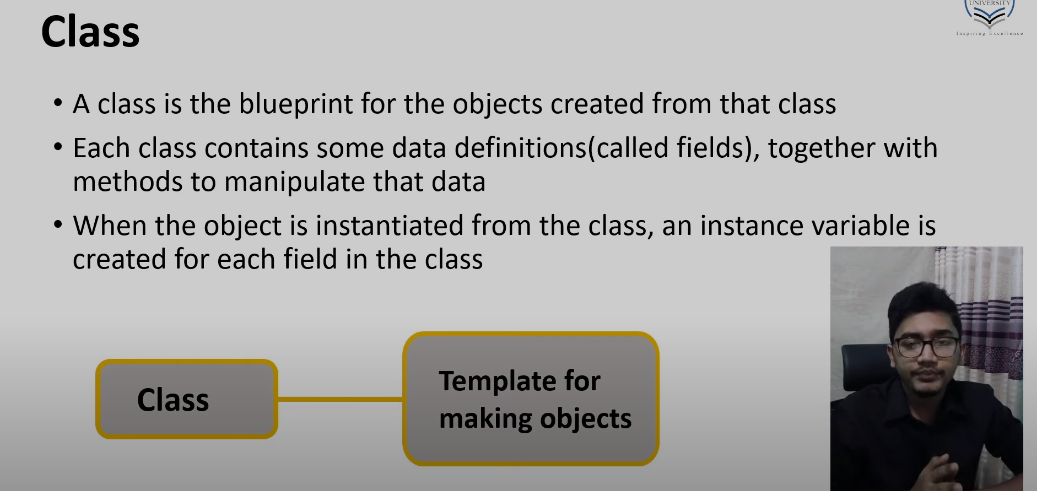 UNIVERSITY
Inspiring Excellence
Class
• A class is the blueprint for the objects created from that class
• Each class contains some data definitions(called fields), together with
methods to manipulate that data
• When the object is instantiated from the class, an instance variable is
created for each field in the class
Class
Template for
making objects